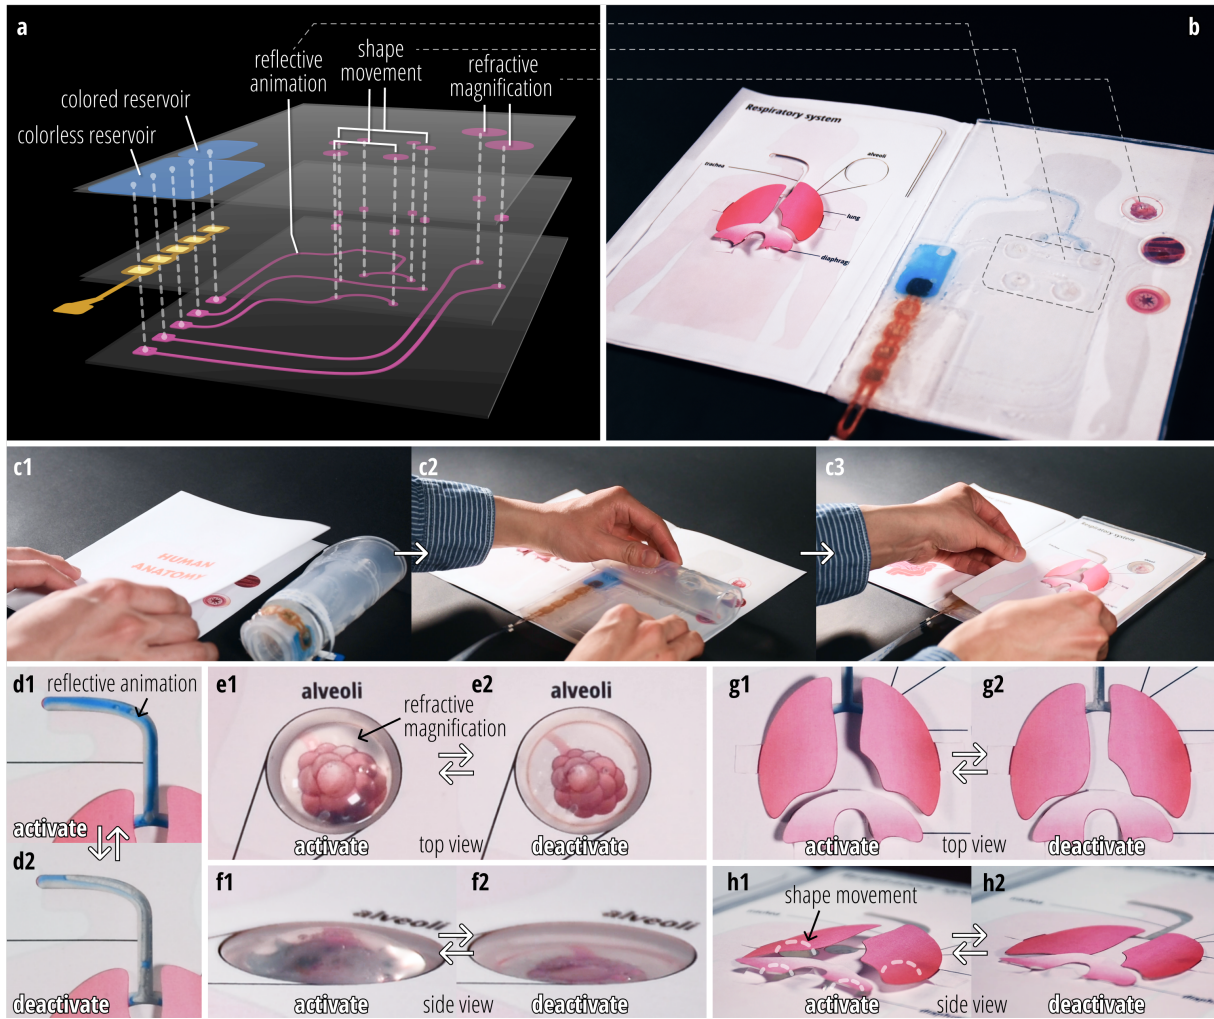 a
reflective
animation
shape
movement
refractive
magnification
colored reservoir
colorless reservoir
b
Respiratory system
trachea
alveoli
lung
diaphrag
c1
HUMAN
ANATOMY
c2
c3
Respiratory system
d1
reflective animation
activate
d2
deactivate
e1
alveoli
refractive
magnification
activate
top view
e2
alveoli
deactivate
f1
alveoli
activate
side view
f2
alveoli
deactivate
g1
activate
top view
g2
deactivate
h1
shape movement
activate
side view
h2
deactivate